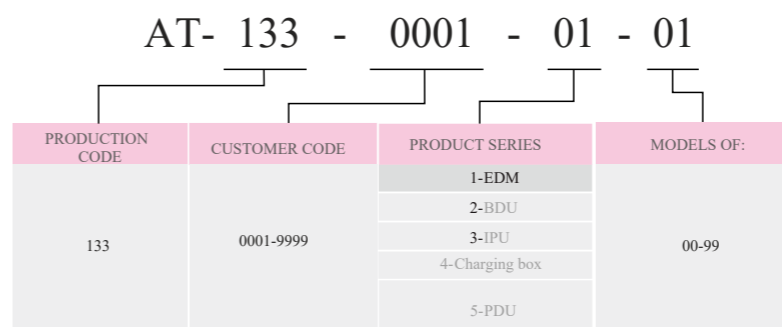 AT- 133 - 0001 - 01 - 01
PRODUCTION
CODE
CUSTOMER CODE
PRODUCT SERIES
MODELS OF:
133
0001-9999
1-EDM
2-BDU
3-IPU
4-Charging box
5-PDU
00-99